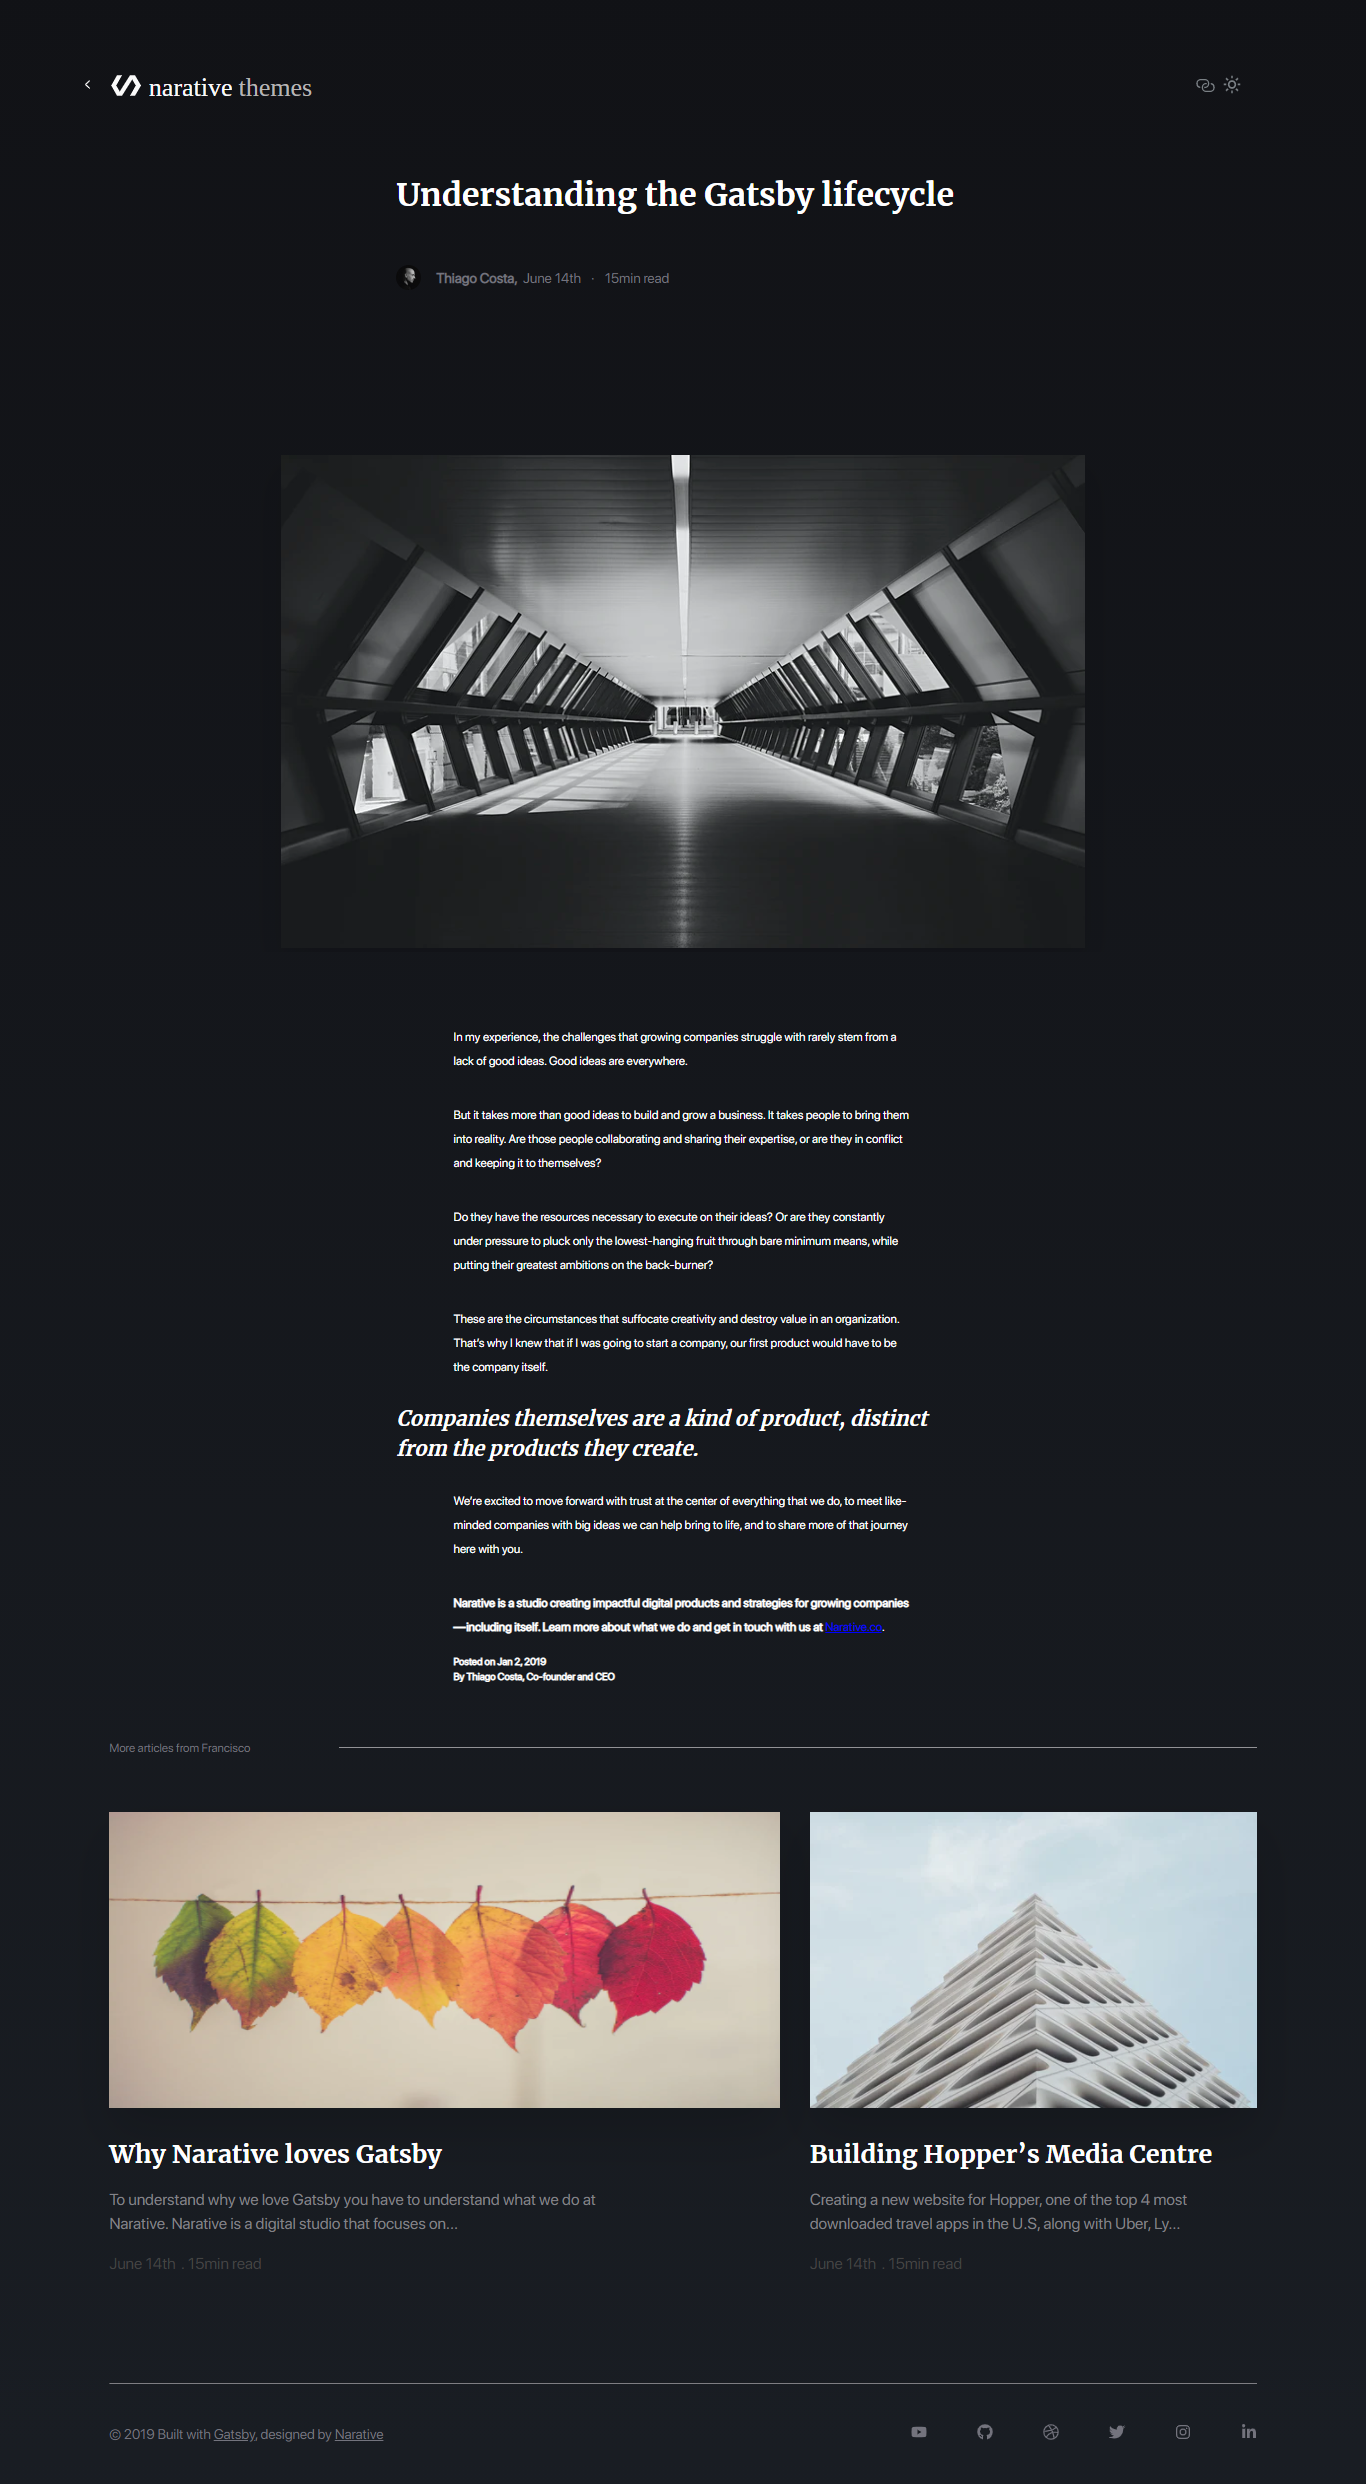 narative themes
Understanding the Gatsby lifecycle
Thiago Costa, June 14th · 15min read
In my experience, the challenges that growing companies struggle with rarely stem from a
lack of good ideas. Good ideas are everywhere.
But it takes more than good ideas to build and grow a business. It takes people to bring them
into reality. Are those people collaborating and sharing their expertise, or are they in conflict
and keeping it to themselves?
Do they have the resources necessary to execute on their ideas? Or are they constantly
under pressure to pluck only the lowest-hanging fruit through bare minimum means, while
putting their greatest ambitions on the back-burner?
These are the circumstances that suffocate creativity and destroy value in an organization.
That’s why I knew that if I was going to start a company, our first product would have to be
the company itself.
Companies themselves are a kind of product, distinct
from the products they create.
We’re excited to move forward with trust at the center of everything that we do, to meet like-
minded companies with big ideas we can help bring to life, and to share more of that journey
here with you.
Narative is a studio creating impactful digital products and strategies for growing companies
—including itself. Learn more about what we do and get in touch with us at Narative.co.
Posted on Jan 2, 2019
By Thiago Costa, Co-founder and CEO
More articles from Francisco
Why Narative loves Gatsby
To understand why we love Gatsby you have to understand what we do at
Narative. Narative is a digital studio that focuses on...
June 14th . 15min read
Building Hopper’s Media Centre
Creating a new website for Hopper, one of the top 4 most
downloaded travel apps in the U.S, along with Uber, Ly...
June 14th . 15min read
© 2019 Built with Gatsby, designed by Narative